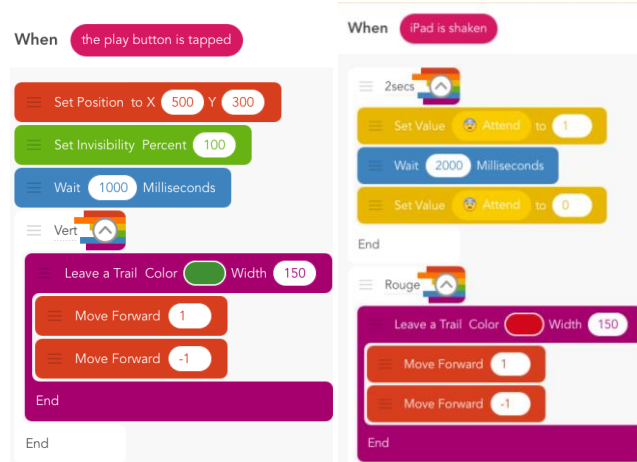 When the play button is tapped
Set Position to X 500 Y 300
Set Invisibility Percent 100
Wait 1000 Milliseconds
Vert
Leave a Trail Color Width 150
Move Forward 1
Move Forward -1
End
End
When iPad is shaken
2secs
Set Value Attend to 1
Wait 2000 Milliseconds
Set Value Attend to 0
End
Rouge
Leave a Trail Color Width 150
Move Forward 1
Move Forward -1
End